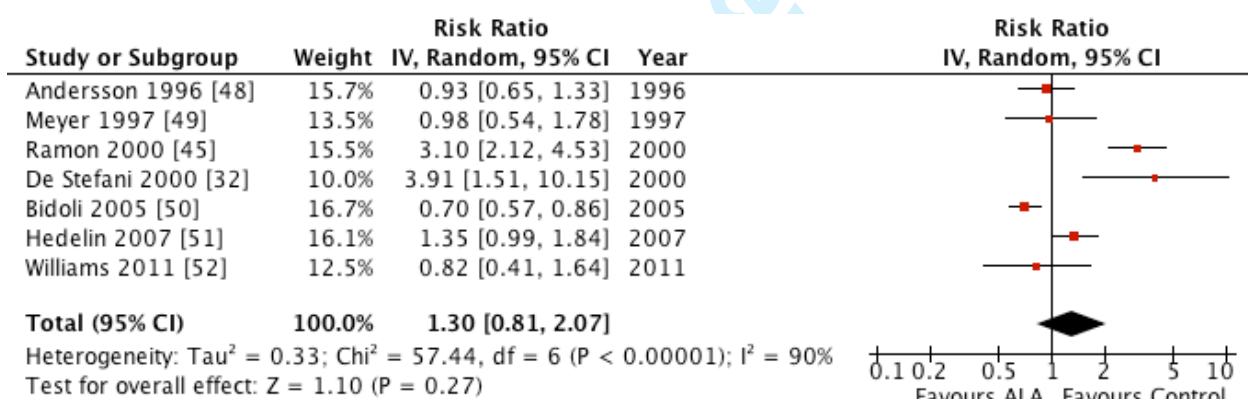 Risk Ratio Risk Ratio
Study or Subgroup Weight IV, Random, 95% CI Year IV, Random, 95% CI
Andersson 1996 [48] 15.7% 0.93 [0.65, 1.33] 1996
Meyer 1997 [49] 13.5% 0.98 [0.54, 1.78] 1997
Ramon 2000 [45] 15.5% 3.10 [2.12, 4.53] 2000
De Stefani 2000 [32] 10.0% 3.91 [1.51, 10.15] 2000
Bidoli 2005 [50] 16.7% 0.70 [0.57, 0.86] 2005
Hedelin 2007 [51] 16.1% 1.35 [0.99, 1.84] 2007
Williams 2011 [52] 12.5% 0.82 [0.41, 1.64] 2011
Total (95% CI) 100.0% 1.30 [0.81, 2.07]
Heterogeneity: Tau² = 0.33; Chi² = 57.44, df = 6 (P < 0.00001); I² = 90%
Test for overall effect: Z = 1.10 (P = 0.27)
0.1 0.2 0.5 1 2 5 10
Favours ALA Favours Control